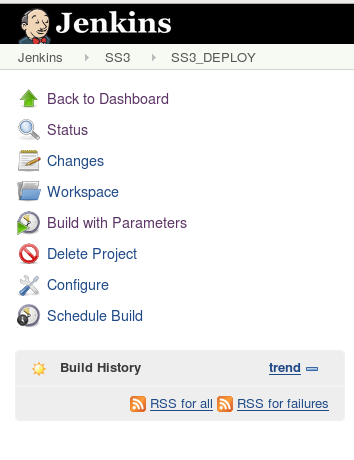 Jenkins
Jenkins SS3 SS3_DEPLOY
Back to Dashboard
Status
Changes
Workspace
Build with Parameters
Delete Project
Configure
Schedule Build
Build History trend
RSS for all RSS for failures